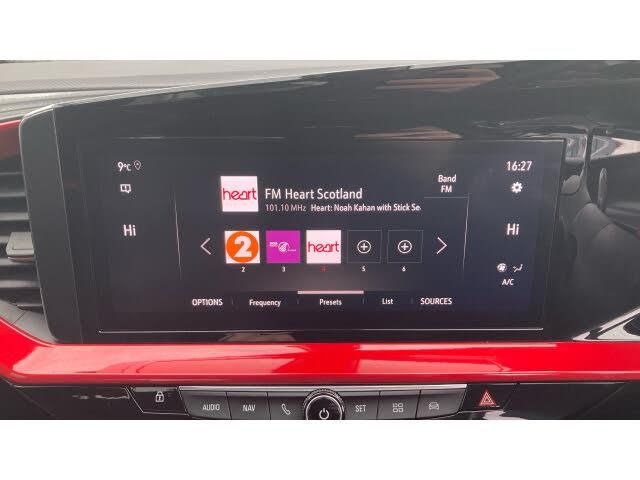 9°C
16:27
heart
FM Heart Scotland
Band
FM
101.10 MHz Heart: Noah Kahan with Stick Se
Hi
Hi
2
heart
2
3
4
5
6
A/C
OPTIONS
Frequency
Presets
List
SOURCES
AUDIO
NAV
SET